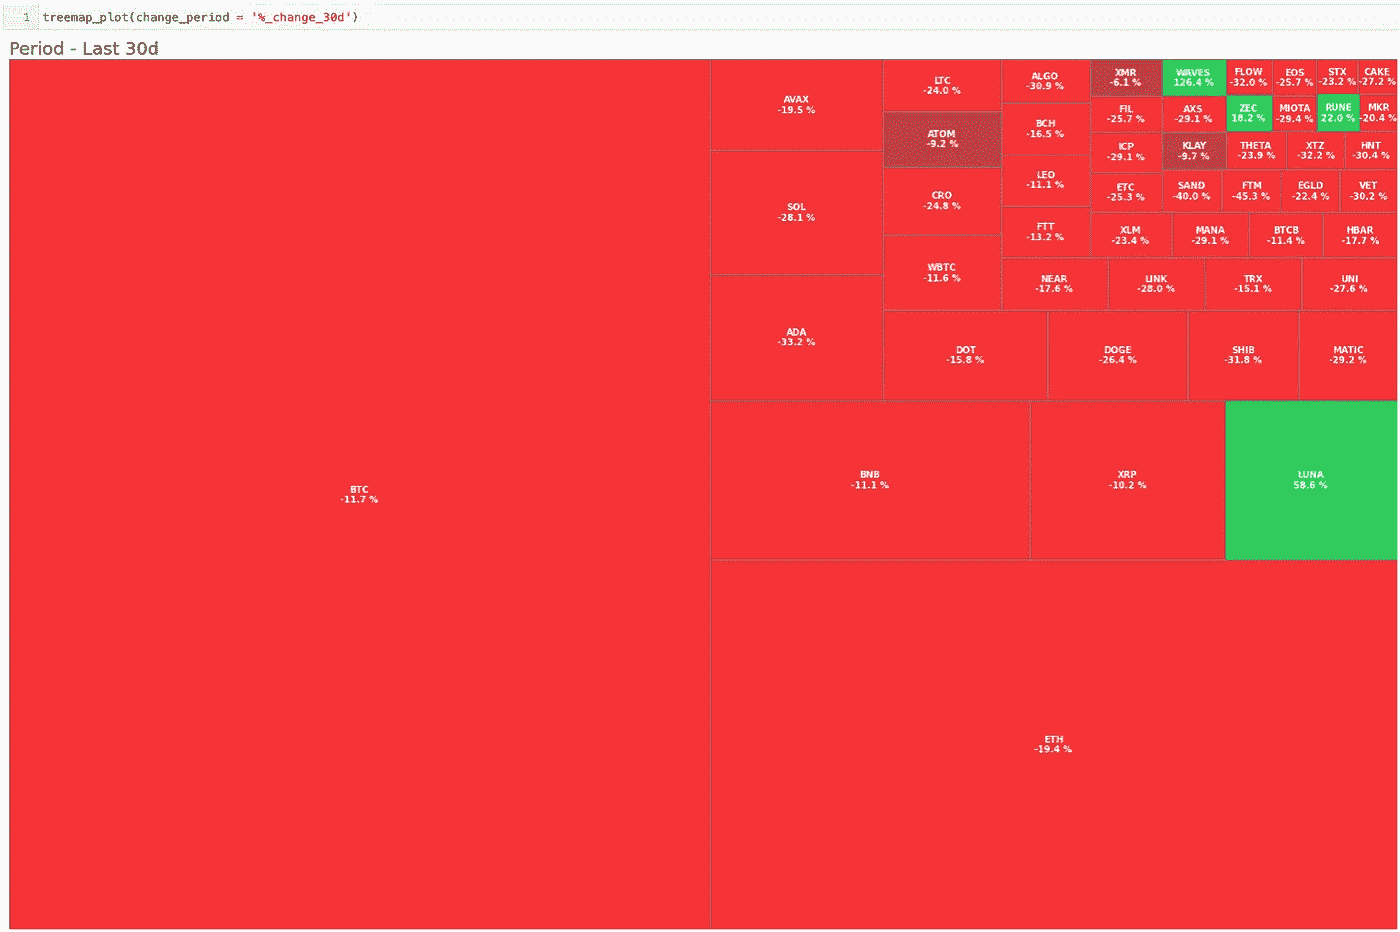 1 treemap_plot(change_period = '%_change_30d')
Period - Last 30d
BTC
-11.7 %
AVAX
-19.5 %
SOL
-28.1 %
ADA
-33.2 %
LTC
-24.0 %
ATOM
-9.2 %
CRO
-24.8 %
WBTC
-11.6 %
ALGO
-30.9 %
BCH
-16.5 %
LEO
-11.1 %
FTT
-13.2 %
XMR
-6.1 %
WAVES
126.4 %
FLOW
-32.0 %
EOS
-25.7 %
STX
-23.2 %
CAKE
-27.2 %
FIL
-25.7 %
AXS
-29.1 %
ZEC
18.2 %
MIOTA
-29.4 %
RUNE
22.0 %
MKR
-20.4 %
ICP
-29.1 %
KLAY
-9.7 %
THETA
-23.9 %
XTZ
-32.2 %
HNT
-30.4 %
ETC
-25.3 %
SAND
-40.0 %
FTM
-45.3 %
EGLD
-22.4 %
VET
-30.2 %
XLM
-23.4 %
MANA
-29.1 %
BTCB
-11.4 %
HBAR
-17.7 %
NEAR
-17.6 %
LINK
-28.0 %
TRX
-15.1 %
UNI
-27.6 %
DOT
-15.8 %
DOGE
-26.4 %
SHIB
-31.8 %
MATIC
-29.2 %
BNB
-11.1 %
XRP
-10.2 %
LUNA
58.6 %
ETH
-19.4 %